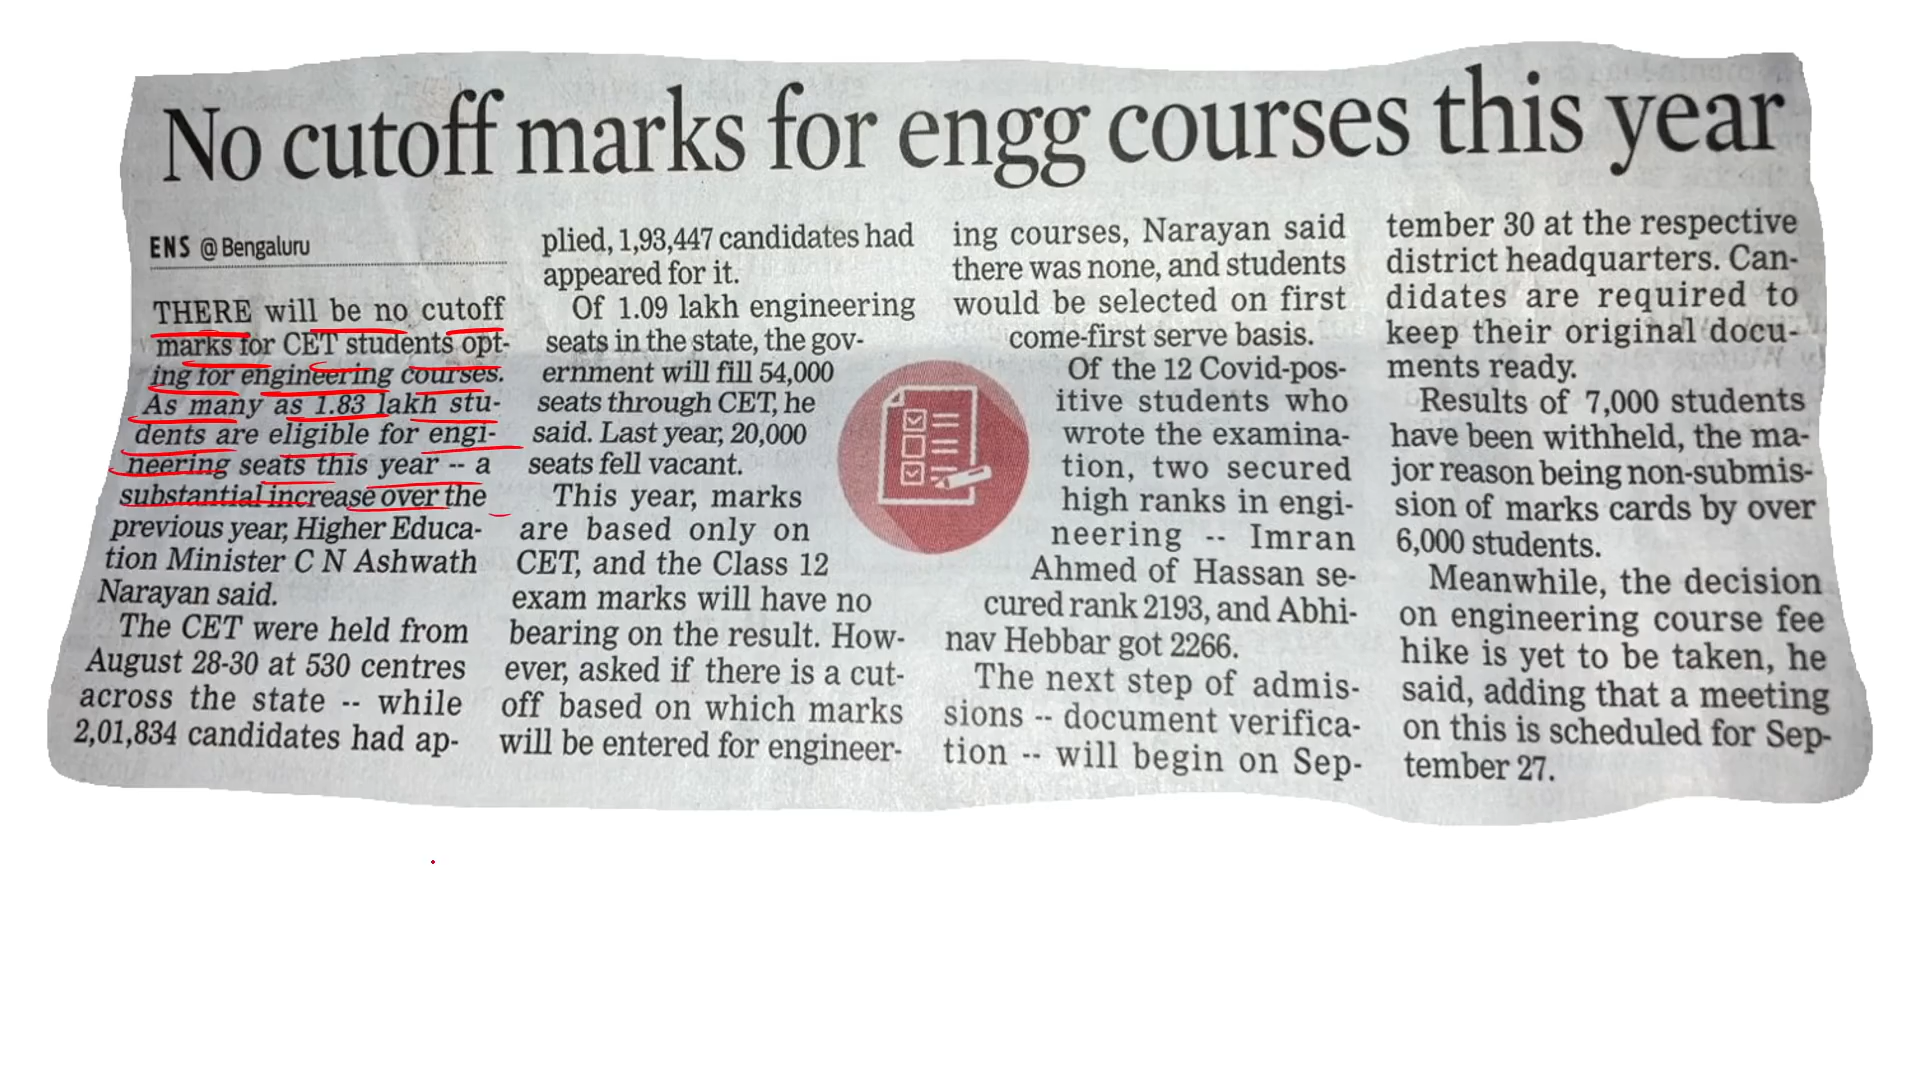 No cutoff marks for engg courses this year
ENS @ Bengaluru
THERE will be no cutoff
marks for CET students opt-
ing for engineering courses.
As many as 1.83 lakh stu-
dents are eligible for engi-
neering seats this year -- a
substantial increase over the
previous year, Higher Educa-
tion Minister C N Ashwath
Narayan said.
The CET were held from
August 28-30 at 530 centres
across the state -- while
2,01,834 candidates had ap-
plied, 1,93,447 candidates had
appeared for it.
Of 1.09 lakh engineering
seats in the state, the gov-
ernment will fill 54,000
seats through CET, he
said. Last year, 20,000
seats fell vacant.
This year, marks
are based only on
CET, and the Class 12
exam marks will have no
bearing on the result. How-
ever, asked if there is a cut-
off based on which marks
will be entered for engineer-
ing courses, Narayan said
there was none, and students
would be selected on first
come-first serve basis.
Of the 12 Covid-pos-
itive students who
wrote the examina-
tion, two secured
high ranks in engi-
neering -- Imran
Ahmed of Hassan se-
cured rank 2193, and Abhi-
nav Hebbar got 2266.
The next step of admis-
sions -- document verifica-
tion -- will begin on Sep-
tember 30 at the respective
district headquarters. Can-
didates are required to
keep their original docu-
ments ready.
Results of 7,000 students
have been withheld, the ma-
jor reason being non-submis-
sion of marks cards by over
6,000 students.
Meanwhile, the decision
on engineering course fee
hike is yet to be taken, he
said, adding that a meeting
on this is scheduled for Sep-
tember 27.